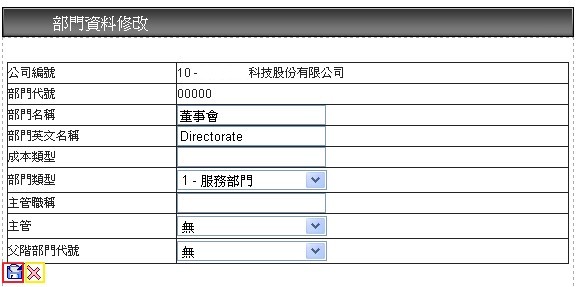 部門資料修改
公司編號 10 - 科技股份有限公司
部門代號 00000
部門名稱 董事會
部門英文名稱 Directorate
成本類型
部門類型 1 - 服務部門
主管職稱
主管 無
父階部門代號 無